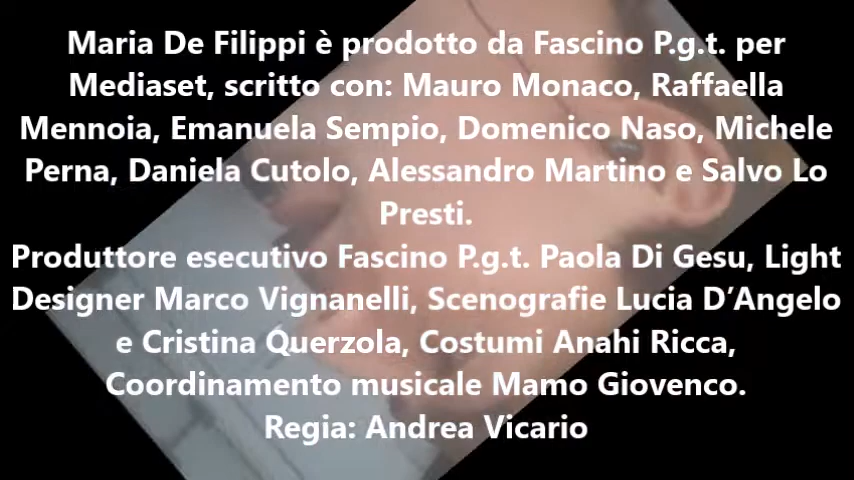 Maria De Filippi è prodotto da Fascino P.g.t. per
Mediaset, scritto con: Mauro Monaco, Raffaella
Mennoia, Emanuela Sempio, Domenico Naso, Michele
Perna, Daniela Cutolo, Alessandro Martino e Salvo Lo
Presti.
Produttore esecutivo Fascino P.g.t. Paola Di Gesu, Light
Designer Marco Vignanelli, Scenografie Lucia D’Angelo
e Cristina Querzola, Costumi Anahi Ricca,
Coordinamento musicale Mamo Giovenco.
Regia: Andrea Vicario